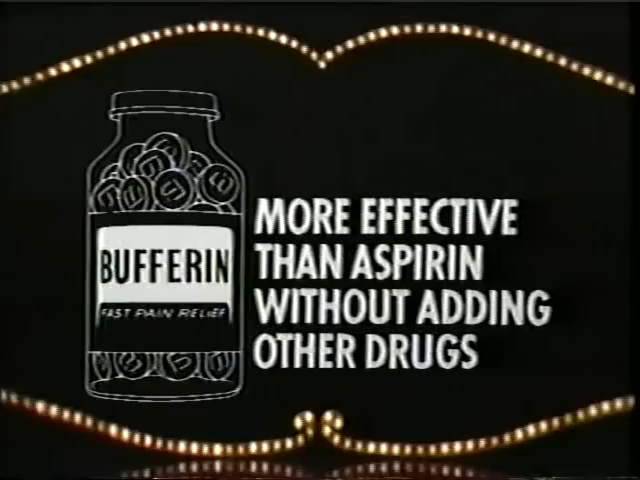 BUFFERIN
FAST PAIN RELIEF
MORE EFFECTIVE
THAN ASPIRIN
WITHOUT ADDING
OTHER DRUGS